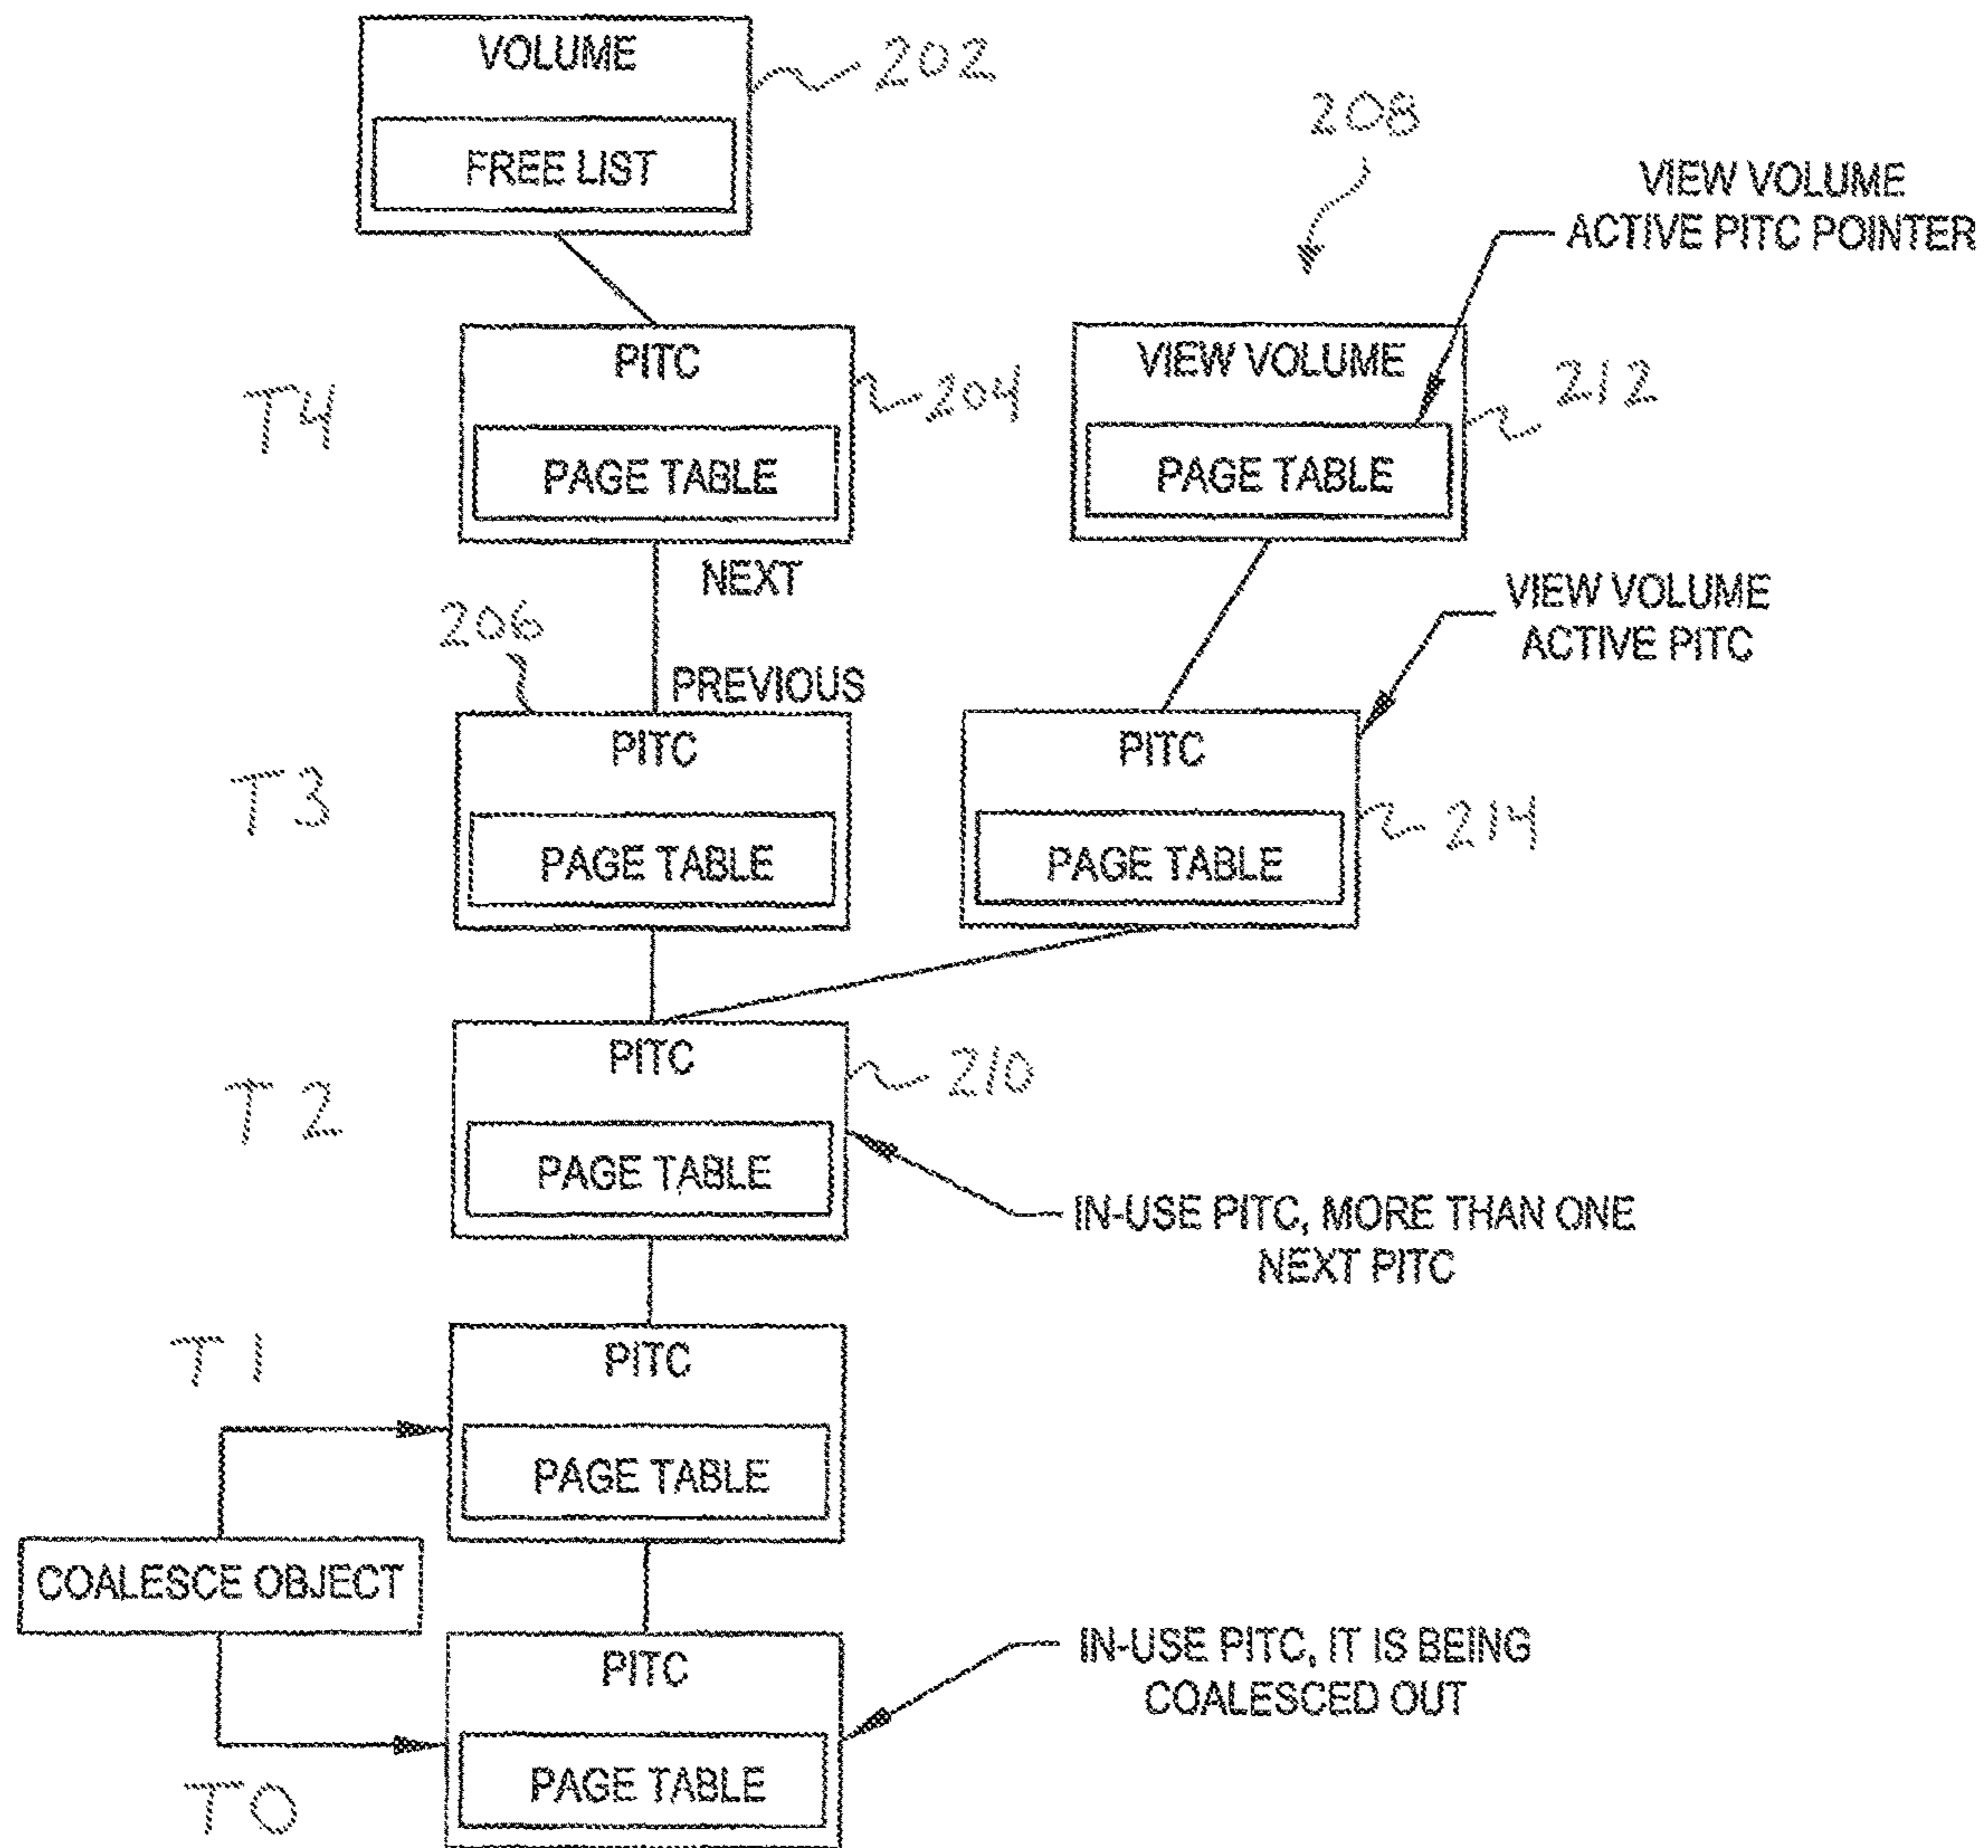 VOLUME
202
FREE LIST
208
VIEW VOLUME
ACTIVE PITC POINTER
T4
PITC
204
PAGE TABLE
VIEW VOLUME
212
PAGE TABLE
NEXT
206
PREVIOUS
VIEW VOLUME
ACTIVE PITC
T3
PITC
PAGE TABLE
PITC
214
PAGE TABLE
T2
PITC
210
PAGE TABLE
IN-USE PITC, MORE THAN ONE
NEXT PITC
T1
PITC
PAGE TABLE
COALESCE OBJECT
T0
PITC
PAGE TABLE
IN-USE PITC, IT IS BEING
COALESCED OUT